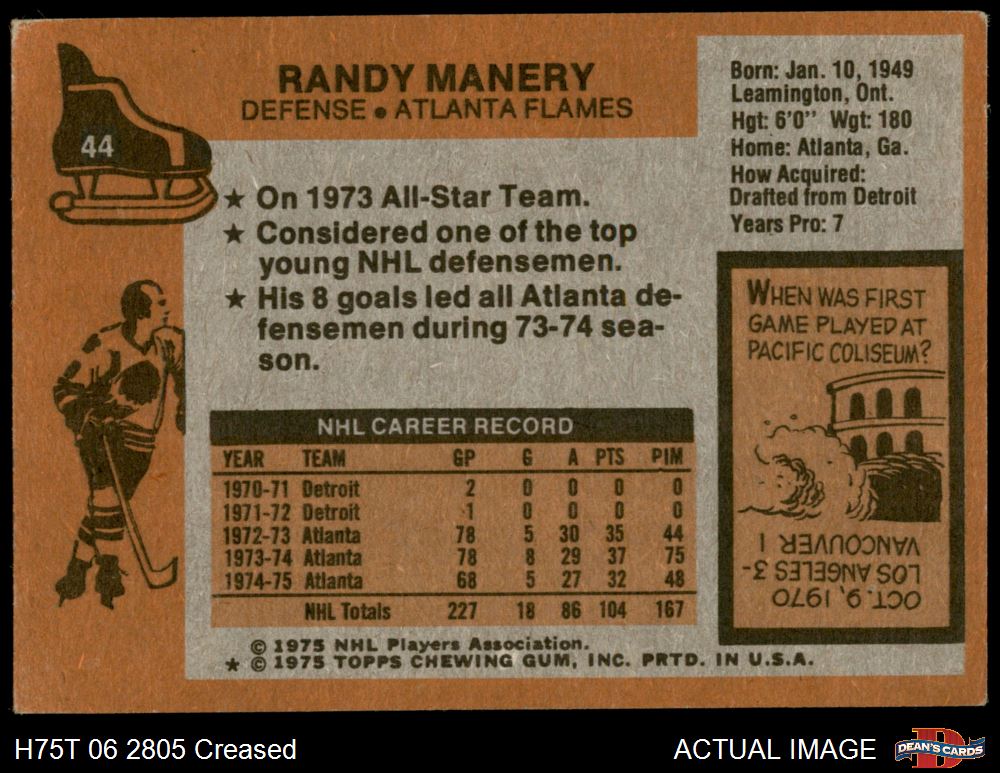 44
RANDY MANERY
DEFENSE • ATLANTA FLAMES
★ On 1973 All-Star Team.
★ Considered one of the top
young NHL defensemen.
★ His 8 goals led all Atlanta de-
fensemen during 73-74 sea-
son.
Born: Jan. 10, 1949
Leamington, Ont.
Hgt: 6'0" Wgt: 180
Home: Atlanta, Ga.
How Acquired:
Drafted from Detroit
Years Pro: 7
WHEN WAS FIRST
GAME PLAYED AT
PACIFIC COLISEUM?
OCT. 9, 1970
LOS ANGELES 3-
VANCOUVER 1
NHL CAREER RECORD
YEAR TEAM GP G A PTS PIM
1970-71 Detroit 2 0 0 0 0
1971-72 Detroit 1 0 0 0 0
1972-73 Atlanta 78 5 30 35 44
1973-74 Atlanta 78 8 29 37 75
1974-75 Atlanta 68 5 27 32 48
NHL Totals 227 18 86 104 167
© 1975 NHL Players Association.
★ © 1975 TOPPS CHEWING GUM, INC. PRTD. IN U.S.A.
H75T 06 2805 Creased
ACTUAL IMAGE
D
DEAN'S CARDS